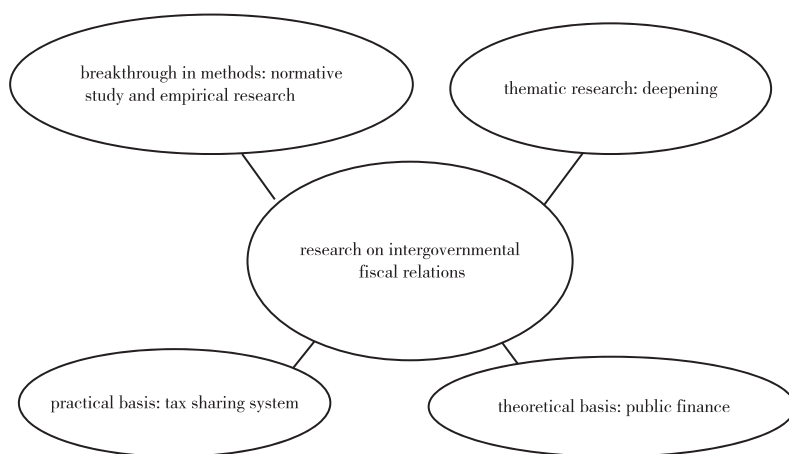 breakthrough in methods: normative
study and empirical research
thematic research: deepening
research on intergovernmental
fiscal relations
practical basis: tax sharing system
theoretical basis: public finance